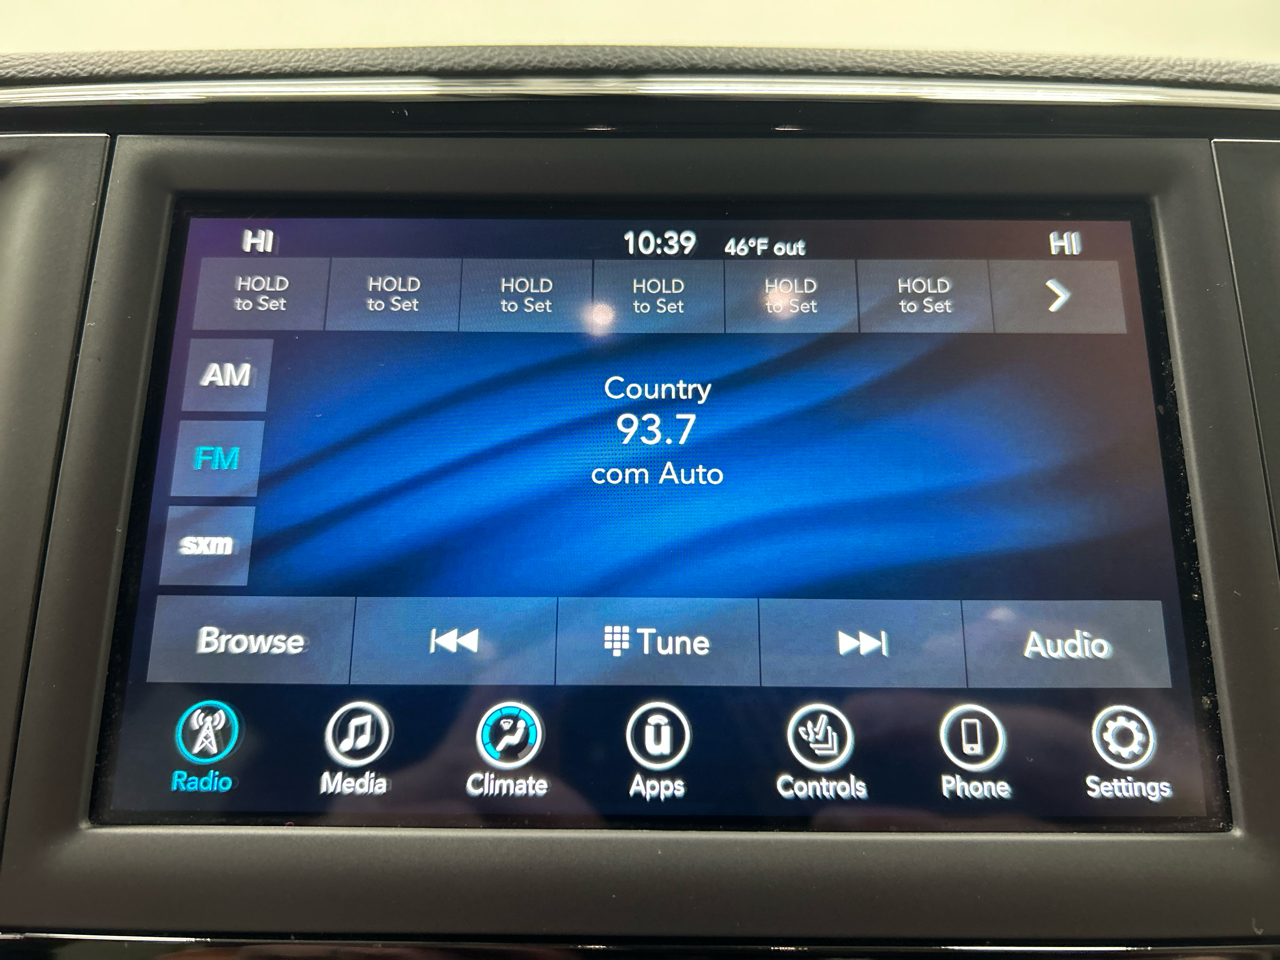 HI 10:39 46°F out HI
HOLD to Set
HOLD to Set
HOLD to Set
HOLD to Set
HOLD to Set
HOLD to Set
AM
FM
sxm
Country
93.7
com Auto
Browse Tune Audio
Radio Media Climate Apps Controls Phone Settings